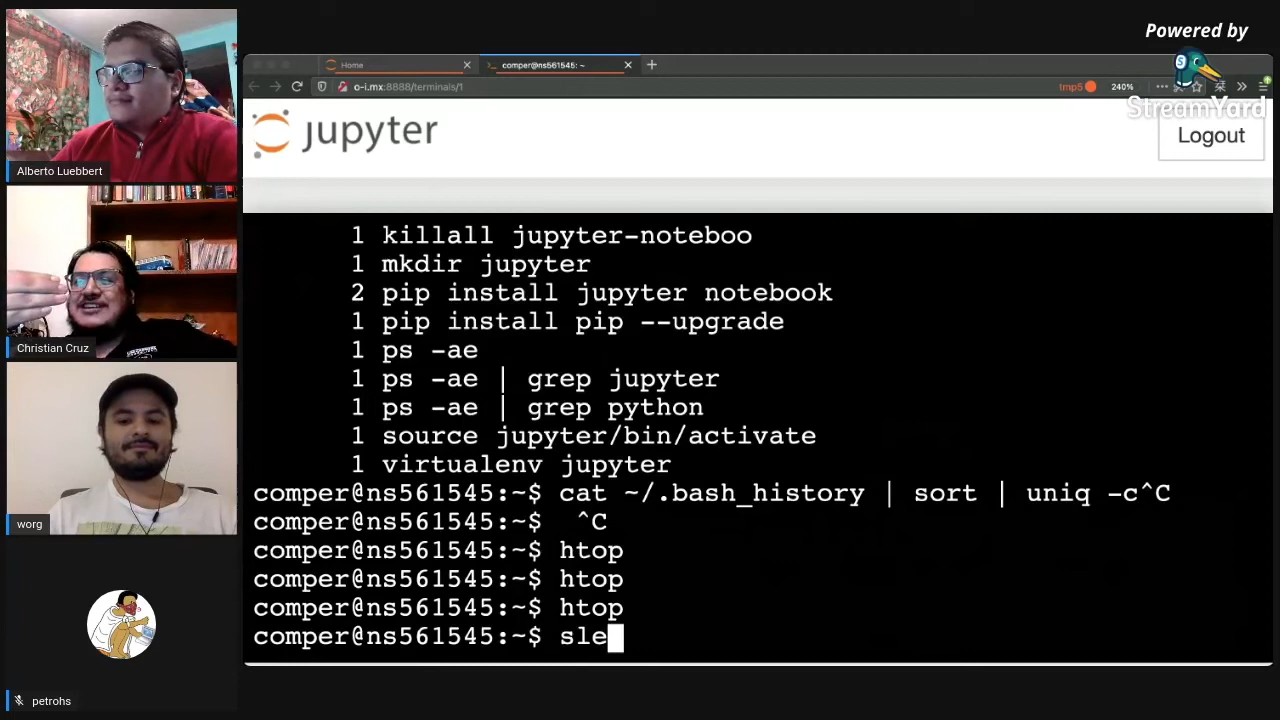 Powered by
StreamYard
Home
comper@ns561545: ~
o-i.mx:8888/terminals/1
tmp5
240%
jupyter
Logout
1 killall jupyter-noteboo
1 mkdir jupyter
2 pip install jupyter notebook
1 pip install pip --upgrade
1 ps -ae
1 ps -ae | grep jupyter
1 ps -ae | grep python
1 source jupyter/bin/activate
1 virtualenv jupyter
comper@ns561545:~$ cat ~/.bash_history | sort | uniq -c^C
comper@ns561545:~$  ^C
comper@ns561545:~$ htop
comper@ns561545:~$ htop
comper@ns561545:~$ htop
comper@ns561545:~$ sle
Alberto Luebbert
Christian Cruz
worg
petrohs